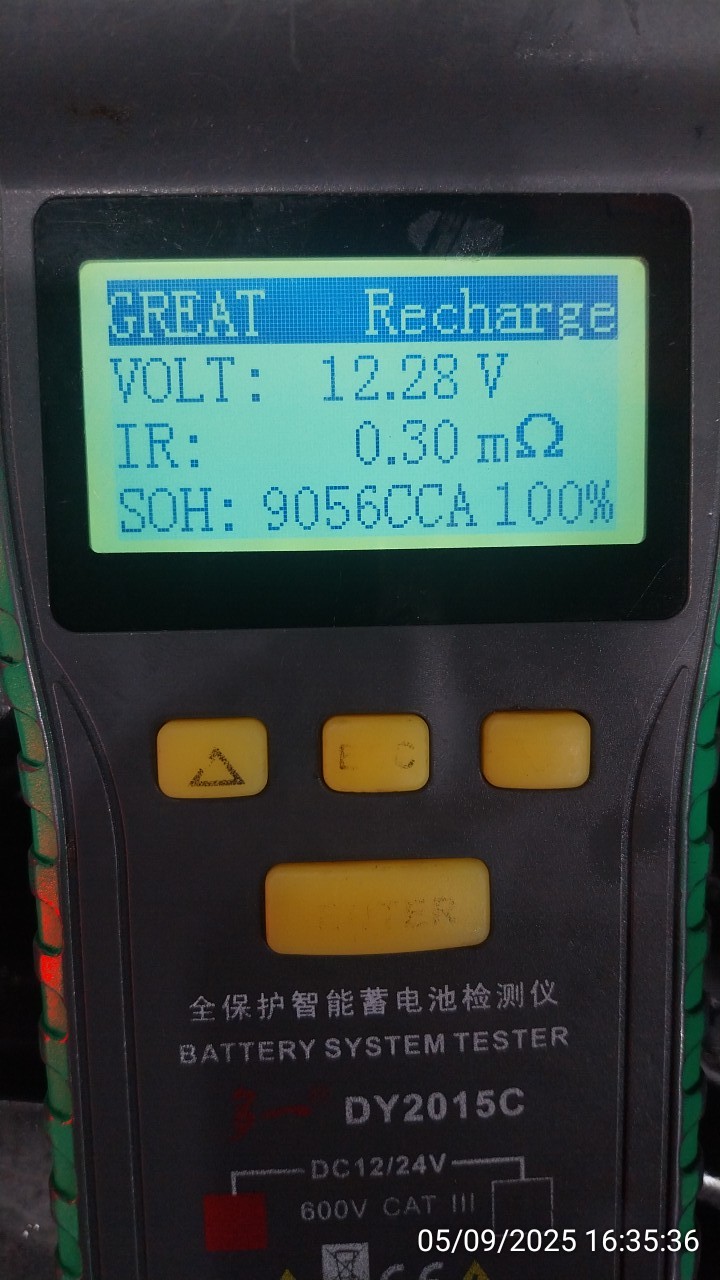 GREAT Recharge
VOLT: 12.28 V
IR: 0.30 mΩ
SOH: 9056CCA 100%
E C
全保护智能蓄电池检测仪
BATTERY SYSTEM TESTER
DY2015C
DC12/24V
600V CAT III
CE
05/09/2025 16:35:36